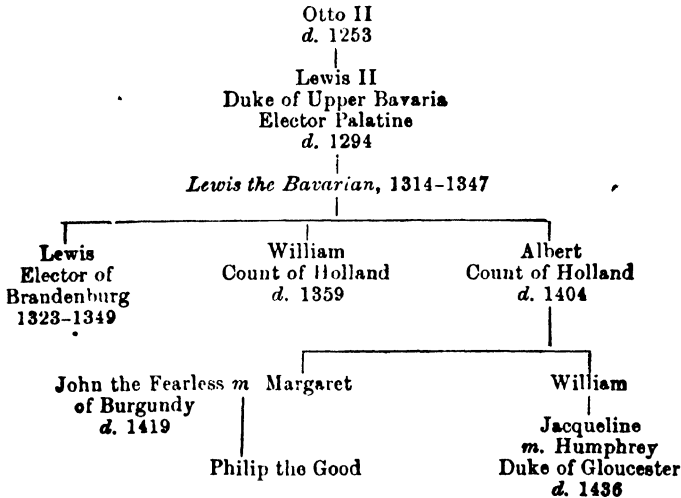 Otto II
d. 1253
Lewis II
Duke of Upper Bavaria
Elector Palatine
d. 1294
Lewis the Bavarian, 1314-1347
Lewis
Elector of
Brandenburg
1323-1349
William
Count of Holland
d. 1359
Albert
Count of Holland
d. 1404
John the Fearless m Margaret
of Burgundy
d. 1419
William
Philip the Good
Jacqueline
m. Humphrey
Duke of Gloucester
d. 1436